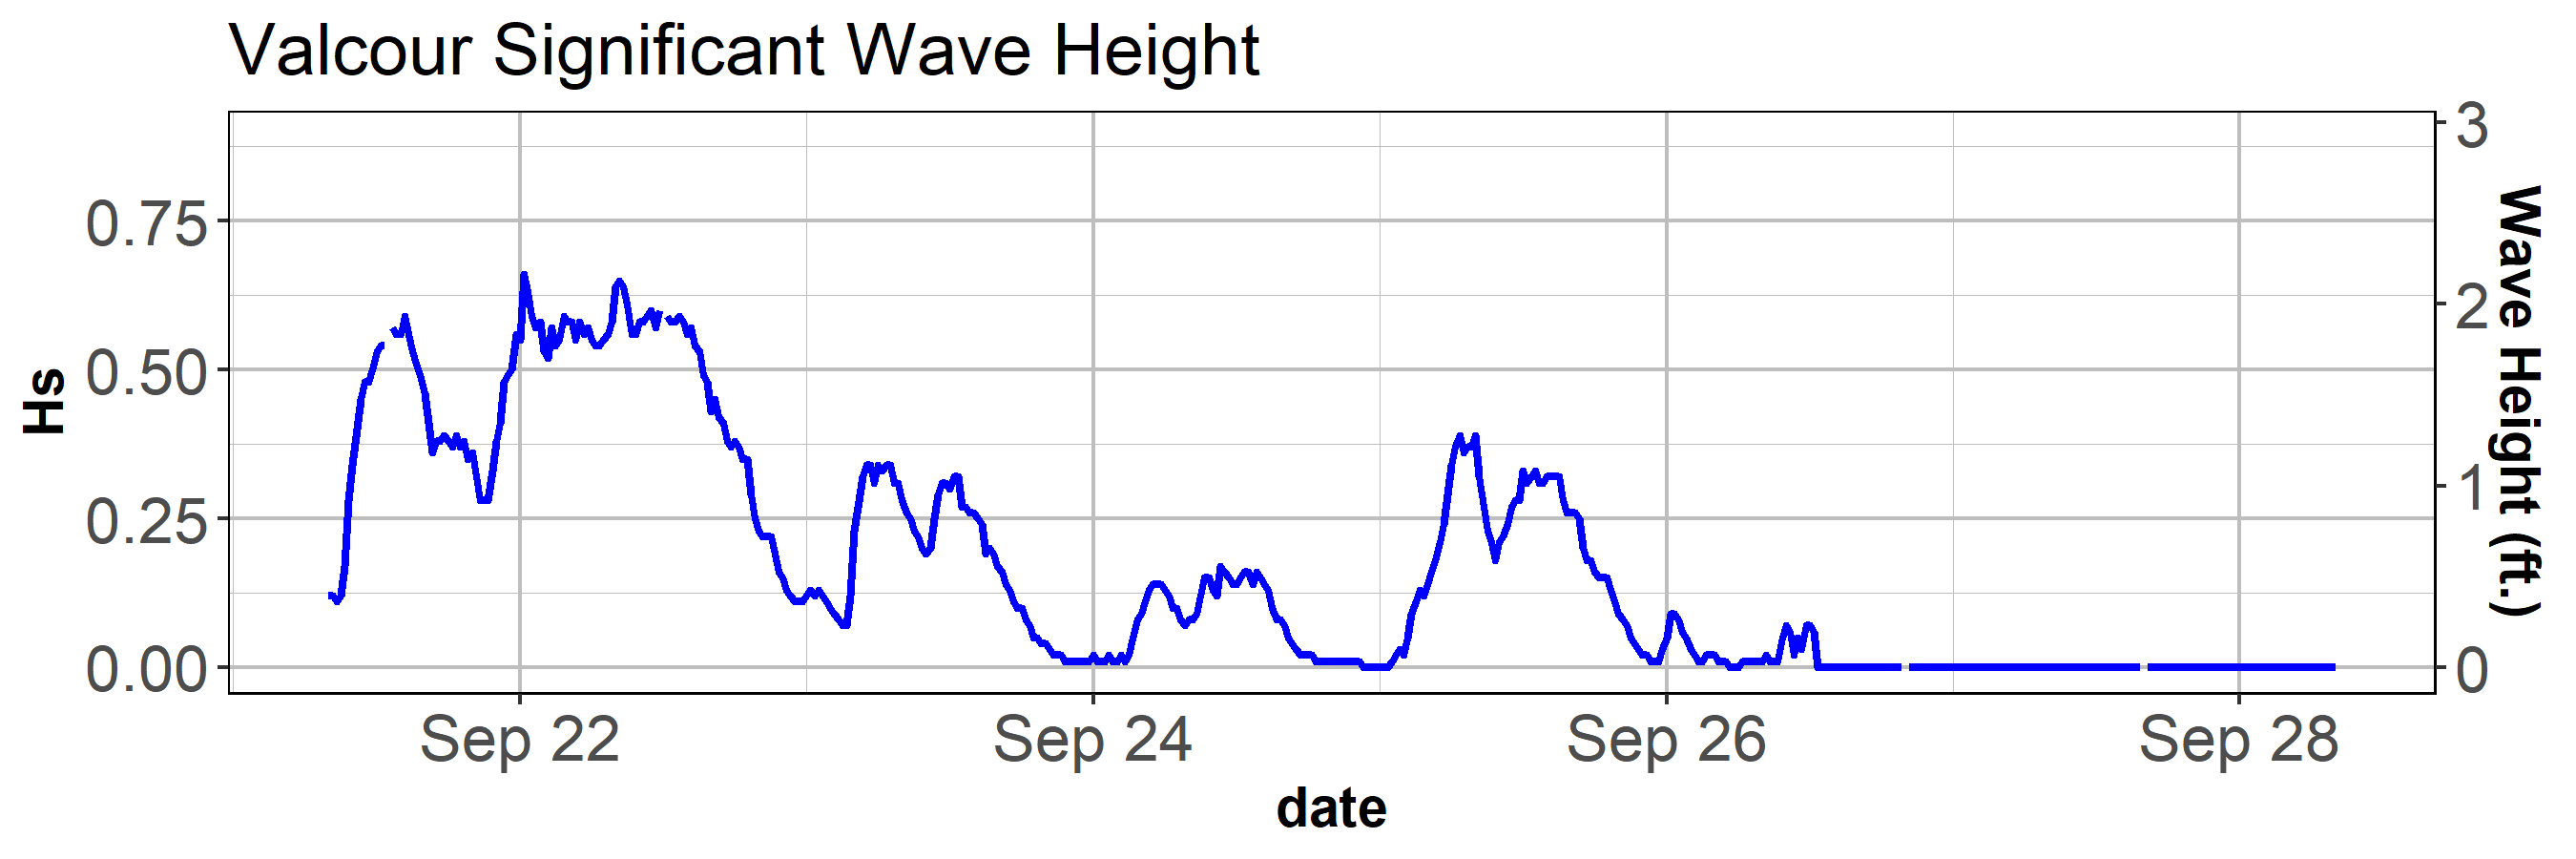 Valcour Significant Wave Height
Hs
0.75
0.50
0.25
0.00
3
2
1
0
Wave Height (ft.)
Sep 22
Sep 24
Sep 26
Sep 28
date